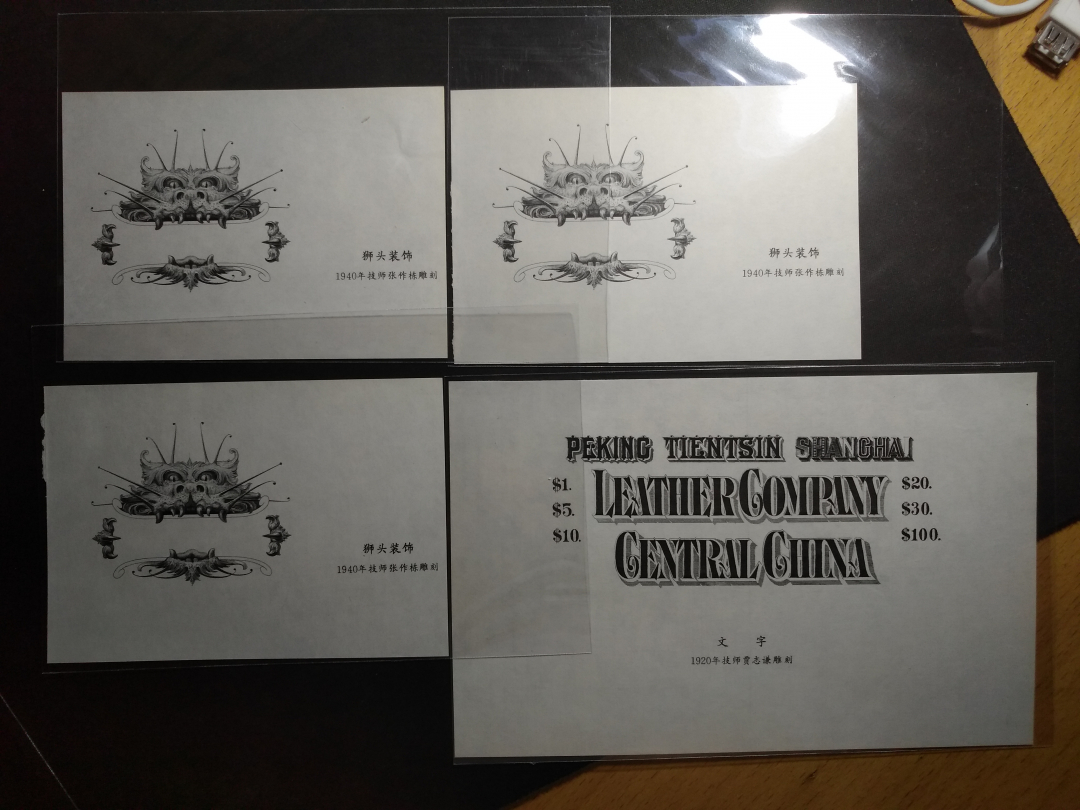 狮头装饰
1940年技师张作栋雕刻
狮头装饰
1940年技师张作栋雕刻
狮头装饰
1940年技师张作栋雕刻
PEKING TIENTSIN SHANGHAI
$1. LEATHER COMPANY $20.
$5. $30.
$10. CENTRAL CHINA $100.
文 字
1920年技师贾志谦雕刻